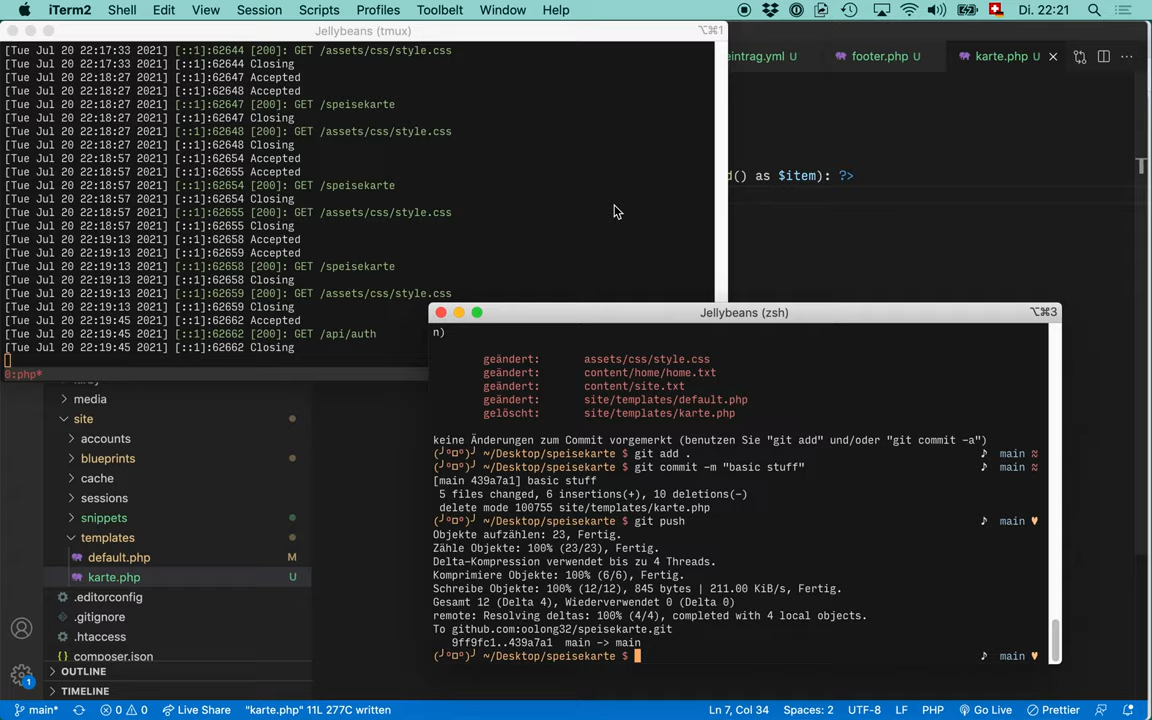 iTerm2 Shell Edit View Session Scripts Profiles Toolbelt Window Help Di. 22:21
Jellybeans (tmux) ⌥⌘1
[Tue Jul 20 22:17:33 2021] [::1]:62644 [200]: GET /assets/css/style.css
[Tue Jul 20 22:17:33 2021] [::1]:62644 Closing
[Tue Jul 20 22:18:27 2021] [::1]:62647 Accepted
[Tue Jul 20 22:18:27 2021] [::1]:62648 Accepted
[Tue Jul 20 22:18:27 2021] [::1]:62647 [200]: GET /speisekarte
[Tue Jul 20 22:18:27 2021] [::1]:62647 Closing
[Tue Jul 20 22:18:27 2021] [::1]:62648 [200]: GET /assets/css/style.css
[Tue Jul 20 22:18:27 2021] [::1]:62648 Closing
[Tue Jul 20 22:18:57 2021] [::1]:62654 Accepted
[Tue Jul 20 22:18:57 2021] [::1]:62655 Accepted
[Tue Jul 20 22:18:57 2021] [::1]:62654 [200]: GET /speisekarte
[Tue Jul 20 22:18:57 2021] [::1]:62654 Closing
[Tue Jul 20 22:18:57 2021] [::1]:62655 [200]: GET /assets/css/style.css
[Tue Jul 20 22:18:57 2021] [::1]:62655 Closing
[Tue Jul 20 22:19:13 2021] [::1]:62658 Accepted
[Tue Jul 20 22:19:13 2021] [::1]:62659 Accepted
[Tue Jul 20 22:19:13 2021] [::1]:62658 [200]: GET /speisekarte
[Tue Jul 20 22:19:13 2021] [::1]:62658 Closing
[Tue Jul 20 22:19:13 2021] [::1]:62659 [200]: GET /assets/css/style.css
[Tue Jul 20 22:19:13 2021] [::1]:62659 Closing
[Tue Jul 20 22:19:45 2021] [::1]:62662 Accepted
[Tue Jul 20 22:19:45 2021] [::1]:62662 [200]: GET /api/auth
[Tue Jul 20 22:19:45 2021] [::1]:62662 Closing
0:php*
eintrag.yml U footer.php U karte.php U
() as $item): ?>
Jellybeans (zsh) ⌥⌘3
n)
geändert: assets/css/style.css
geändert: content/home/home.txt
geändert: content/site.txt
geändert: site/templates/default.php
gelöscht: site/templates/karte.php
keine Änderungen zum Commit vorgemerkt (benutzen Sie "git add" und/oder "git commit -a")
(╯°□°)╯ ~/Desktop/speisekarte $ git add . ♪ main ≈
(╯°□°)╯ ~/Desktop/speisekarte $ git commit -m "basic stuff" ♪ main ≈
[main 439a7a1] basic stuff
5 files changed, 6 insertions(+), 10 deletions(-)
delete mode 100755 site/templates/karte.php
(╯°□°)╯ ~/Desktop/speisekarte $ git push ♪ main ♥
Objekte aufzählen: 23, Fertig.
Zähle Objekte: 100% (23/23), Fertig.
Delta-Kompression verwendet bis zu 4 Threads.
Komprimiere Objekte: 100% (6/6), Fertig.
Schreibe Objekte: 100% (12/12), 845 bytes | 211.00 KiB/s, Fertig.
Gesamt 12 (Delta 4), Wiederverwendet 0 (Delta 0)
remote: Resolving deltas: 100% (4/4), completed with 4 local objects.
To github.com:oolong32/speisekarte.git
9ff9fc1..439a7a1 main -> main
(╯°□°)╯ ~/Desktop/speisekarte $ ♪ main ♥
media
site
accounts
blueprints
cache
sessions
snippets
templates
default.php M
karte.php U
.editorconfig
.gitignore
.htaccess
composer.json
OUTLINE
TIMELINE
1
main* 0 0 Live Share "karte.php" 11L 277C written Ln 7, Col 34 Spaces: 2 UTF-8 LF PHP Go Live Prettier